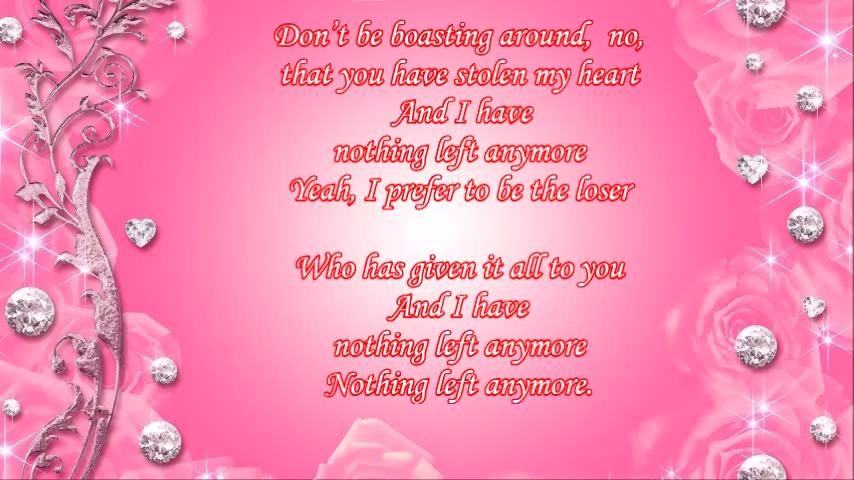 Don't be boasting around,  no,
that you have stolen my heart
And I have
nothing left anymore
Yeah, I prefer to be the loser
Who has given it all to you
And I have
nothing left anymore
Nothing left anymore.